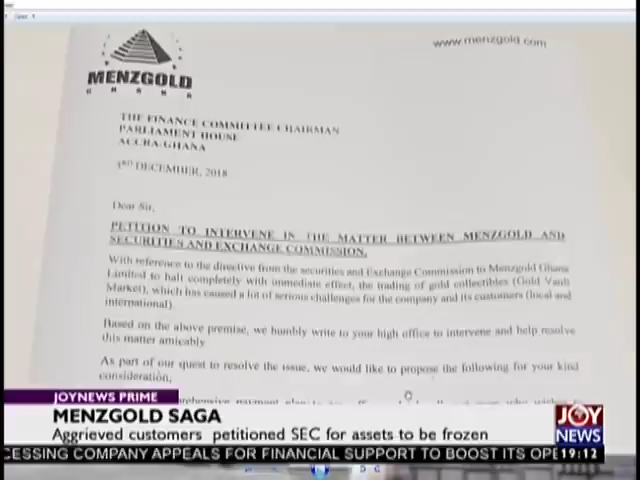 www.menzgold.com
MENZGOLD
GHANA
THE FINANCE COMMITTEE CHAIRMAN
PARLIAMENT HOUSE
ACCRA-GHANA
3RD DECEMBER, 2018
Dear Sir,
PETITION TO INTERVENE IN THE MATTER BETWEEN MENZGOLD AND
SECURITIES AND EXCHANGE COMMISSION.
With reference to the directive from the securities and Exchange Commission to Menzgold Ghana
Limited to halt completely with immediate effect, the trading of gold collectibles (Gold Vault
Market), which has caused a lot of serious challenges for the company and its customers (local and
international).
Based on the above premise, we humbly write to your high office to intervene and help resolve
this matter amicably.
As part of our quest to resolve the issue, we would like to propose the following for your kind
consideration,
JOYNEWS PRIME
MENZGOLD SAGA
Aggrieved customers petitioned SEC for assets to be frozen
JOY
NEWS
CESSING COMPANY APPEALS FOR FINANCIAL SUPPORT TO BOOST ITS OPE
19:12